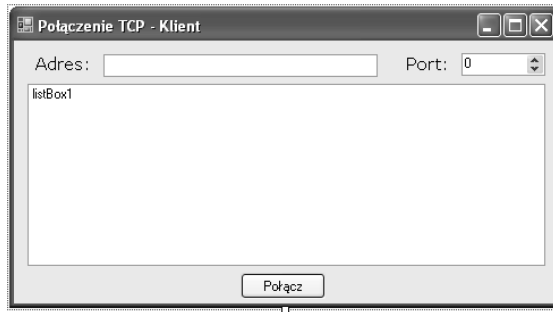 Połączenie TCP - Klient
Adres: Port: 0
listBox1
Połącz